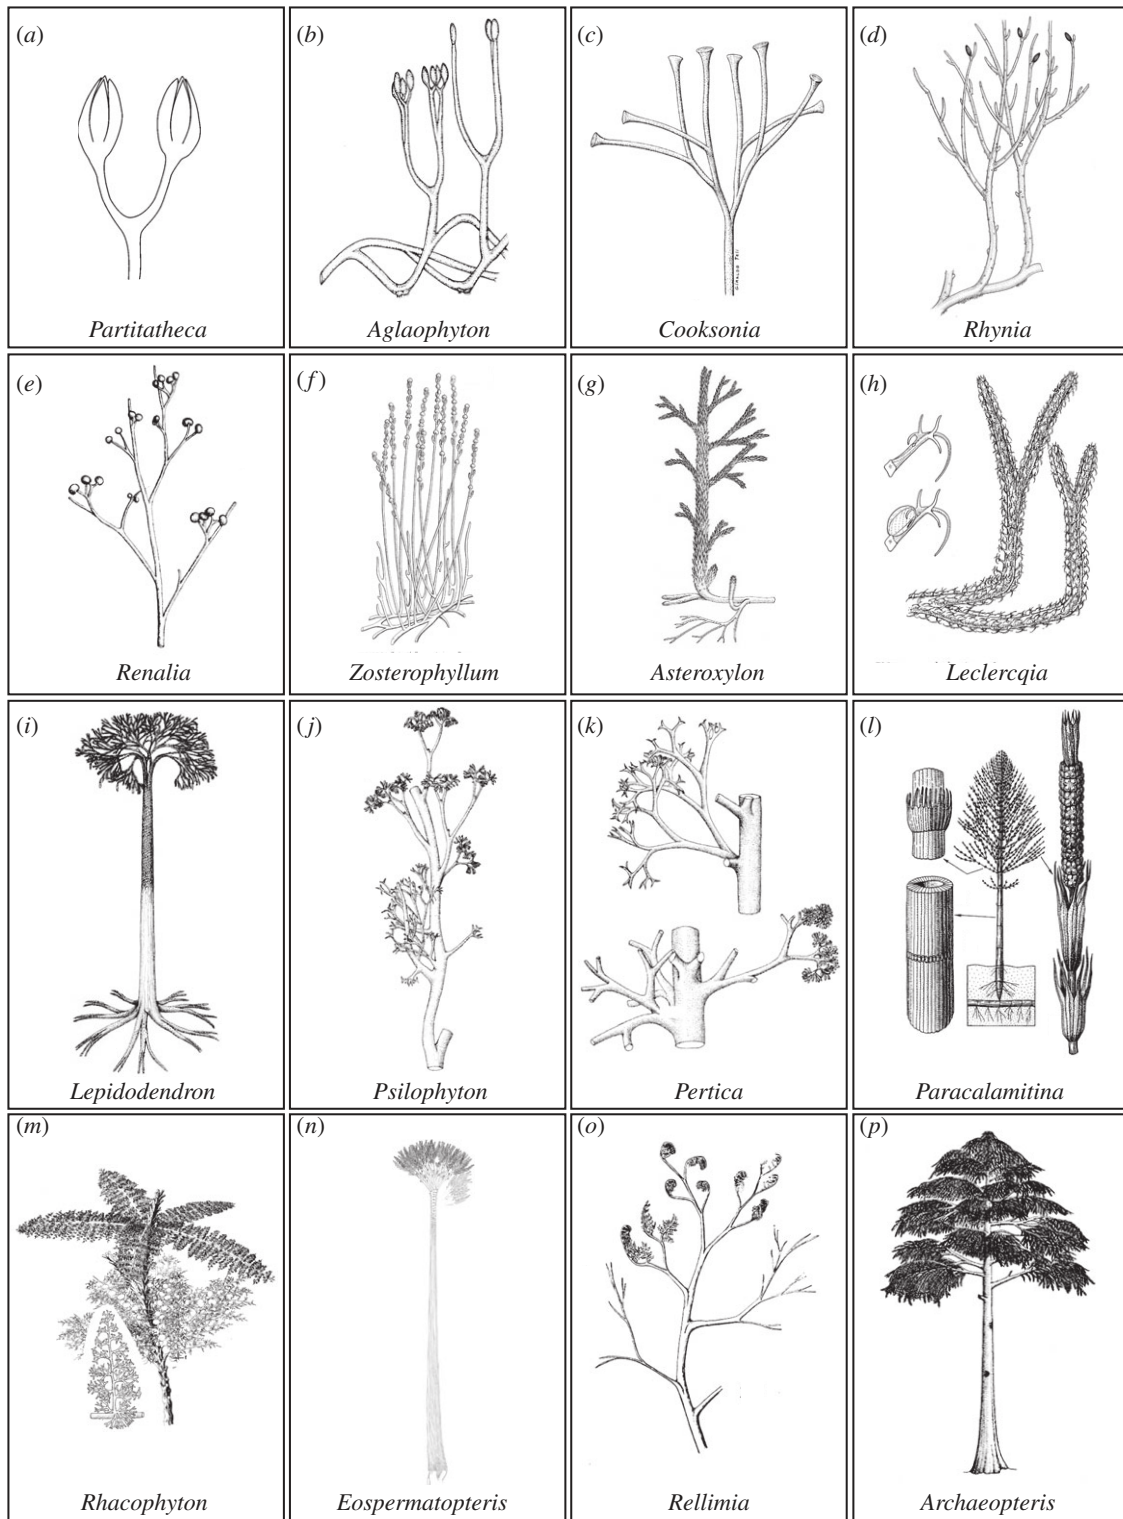 (a)
Partitatheca
(b)
Aglaophyton
(c)
Cooksonia
(d)
Rhynia
(e)
Renalia
(f)
Zosterophyllum
(g)
Asteroxylon
(h)
Leclercqia
(i)
Lepidodendron
(j)
Psilophyton
(k)
Pertica
(l)
Paracalamitina
(m)
Rhacophyton
(n)
Eospermatopteris
(o)
Rellimia
(p)
Archaeopteris